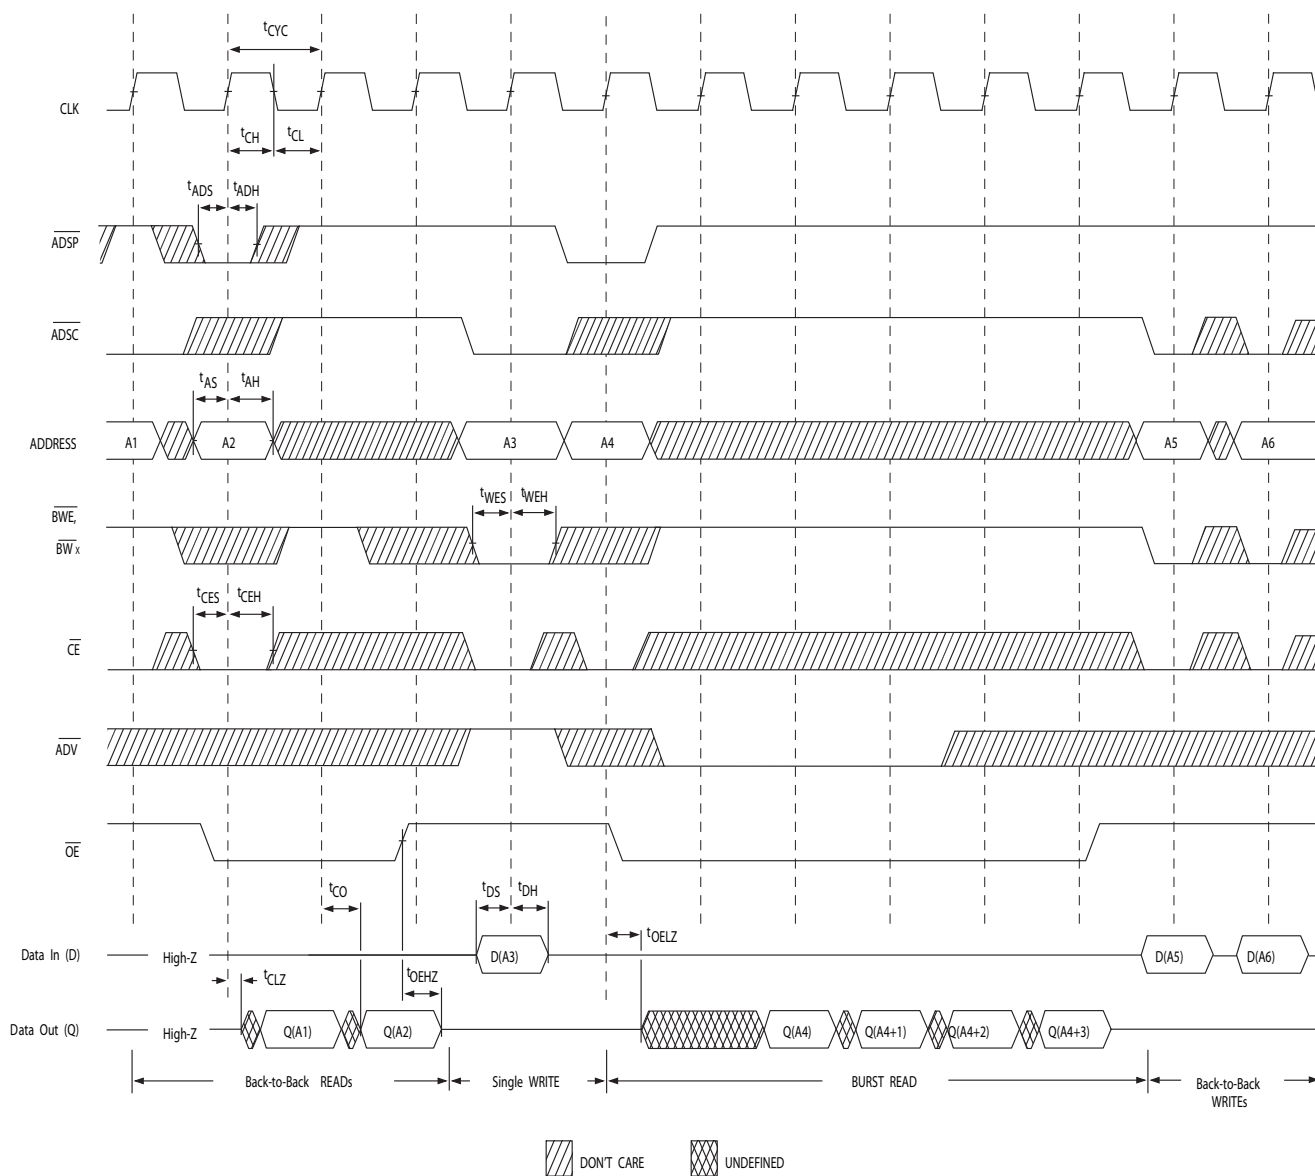 tCYC
CLK
tCH
tCL
tADS
tADH
ADSP
ADSC
tAS
tAH
ADDRESS
A1
A2
A3
A4
A5
A6
tWES
tWEH
BWE,
BW x
tCES
tCEH
CE
ADV
OE
tCO
tDS
tDH
tOELZ
Data In (D)
High-Z
D(A3)
D(A5)
D(A6)
tCLZ
tOEHZ
Data Out (Q)
High-Z
Q(A1)
Q(A2)
Q(A4)
Q(A4+1)
Q(A4+2)
Q(A4+3)
Back-to-Back READs
Single WRITE
BURST READ
Back-to-Back
WRITEs
DON'T CARE
UNDEFINED